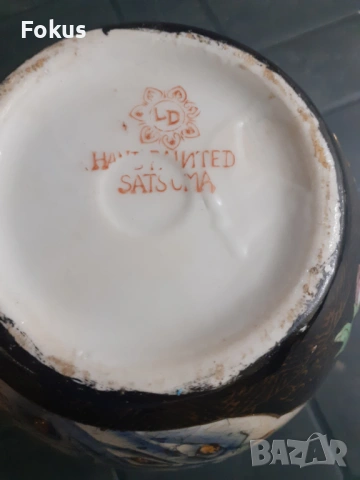 Fokus
LD
HAND PAINTED
SATSUMA
bazar